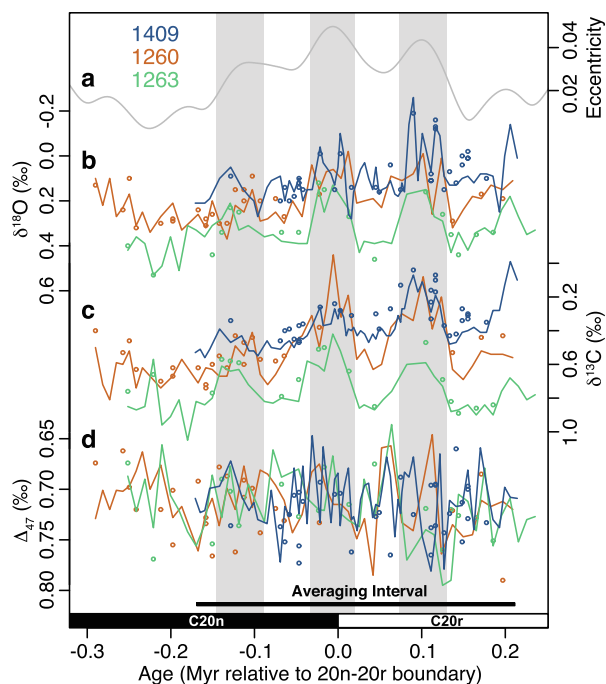 1409
1260
1263
a
0.04
0.02
Eccentricity
b
-0.2
0.0
0.2
0.4
0.6
δ18O (‰)
c
0.2
0.6
1.0
δ13C (‰)
d
0.65
0.70
0.75
0.80
Δ47 (‰)
Averaging Interval
C20n
C20r
-0.3
-0.2
-0.1
0.0
0.1
0.2
Age (Myr relative to 20n-20r boundary)